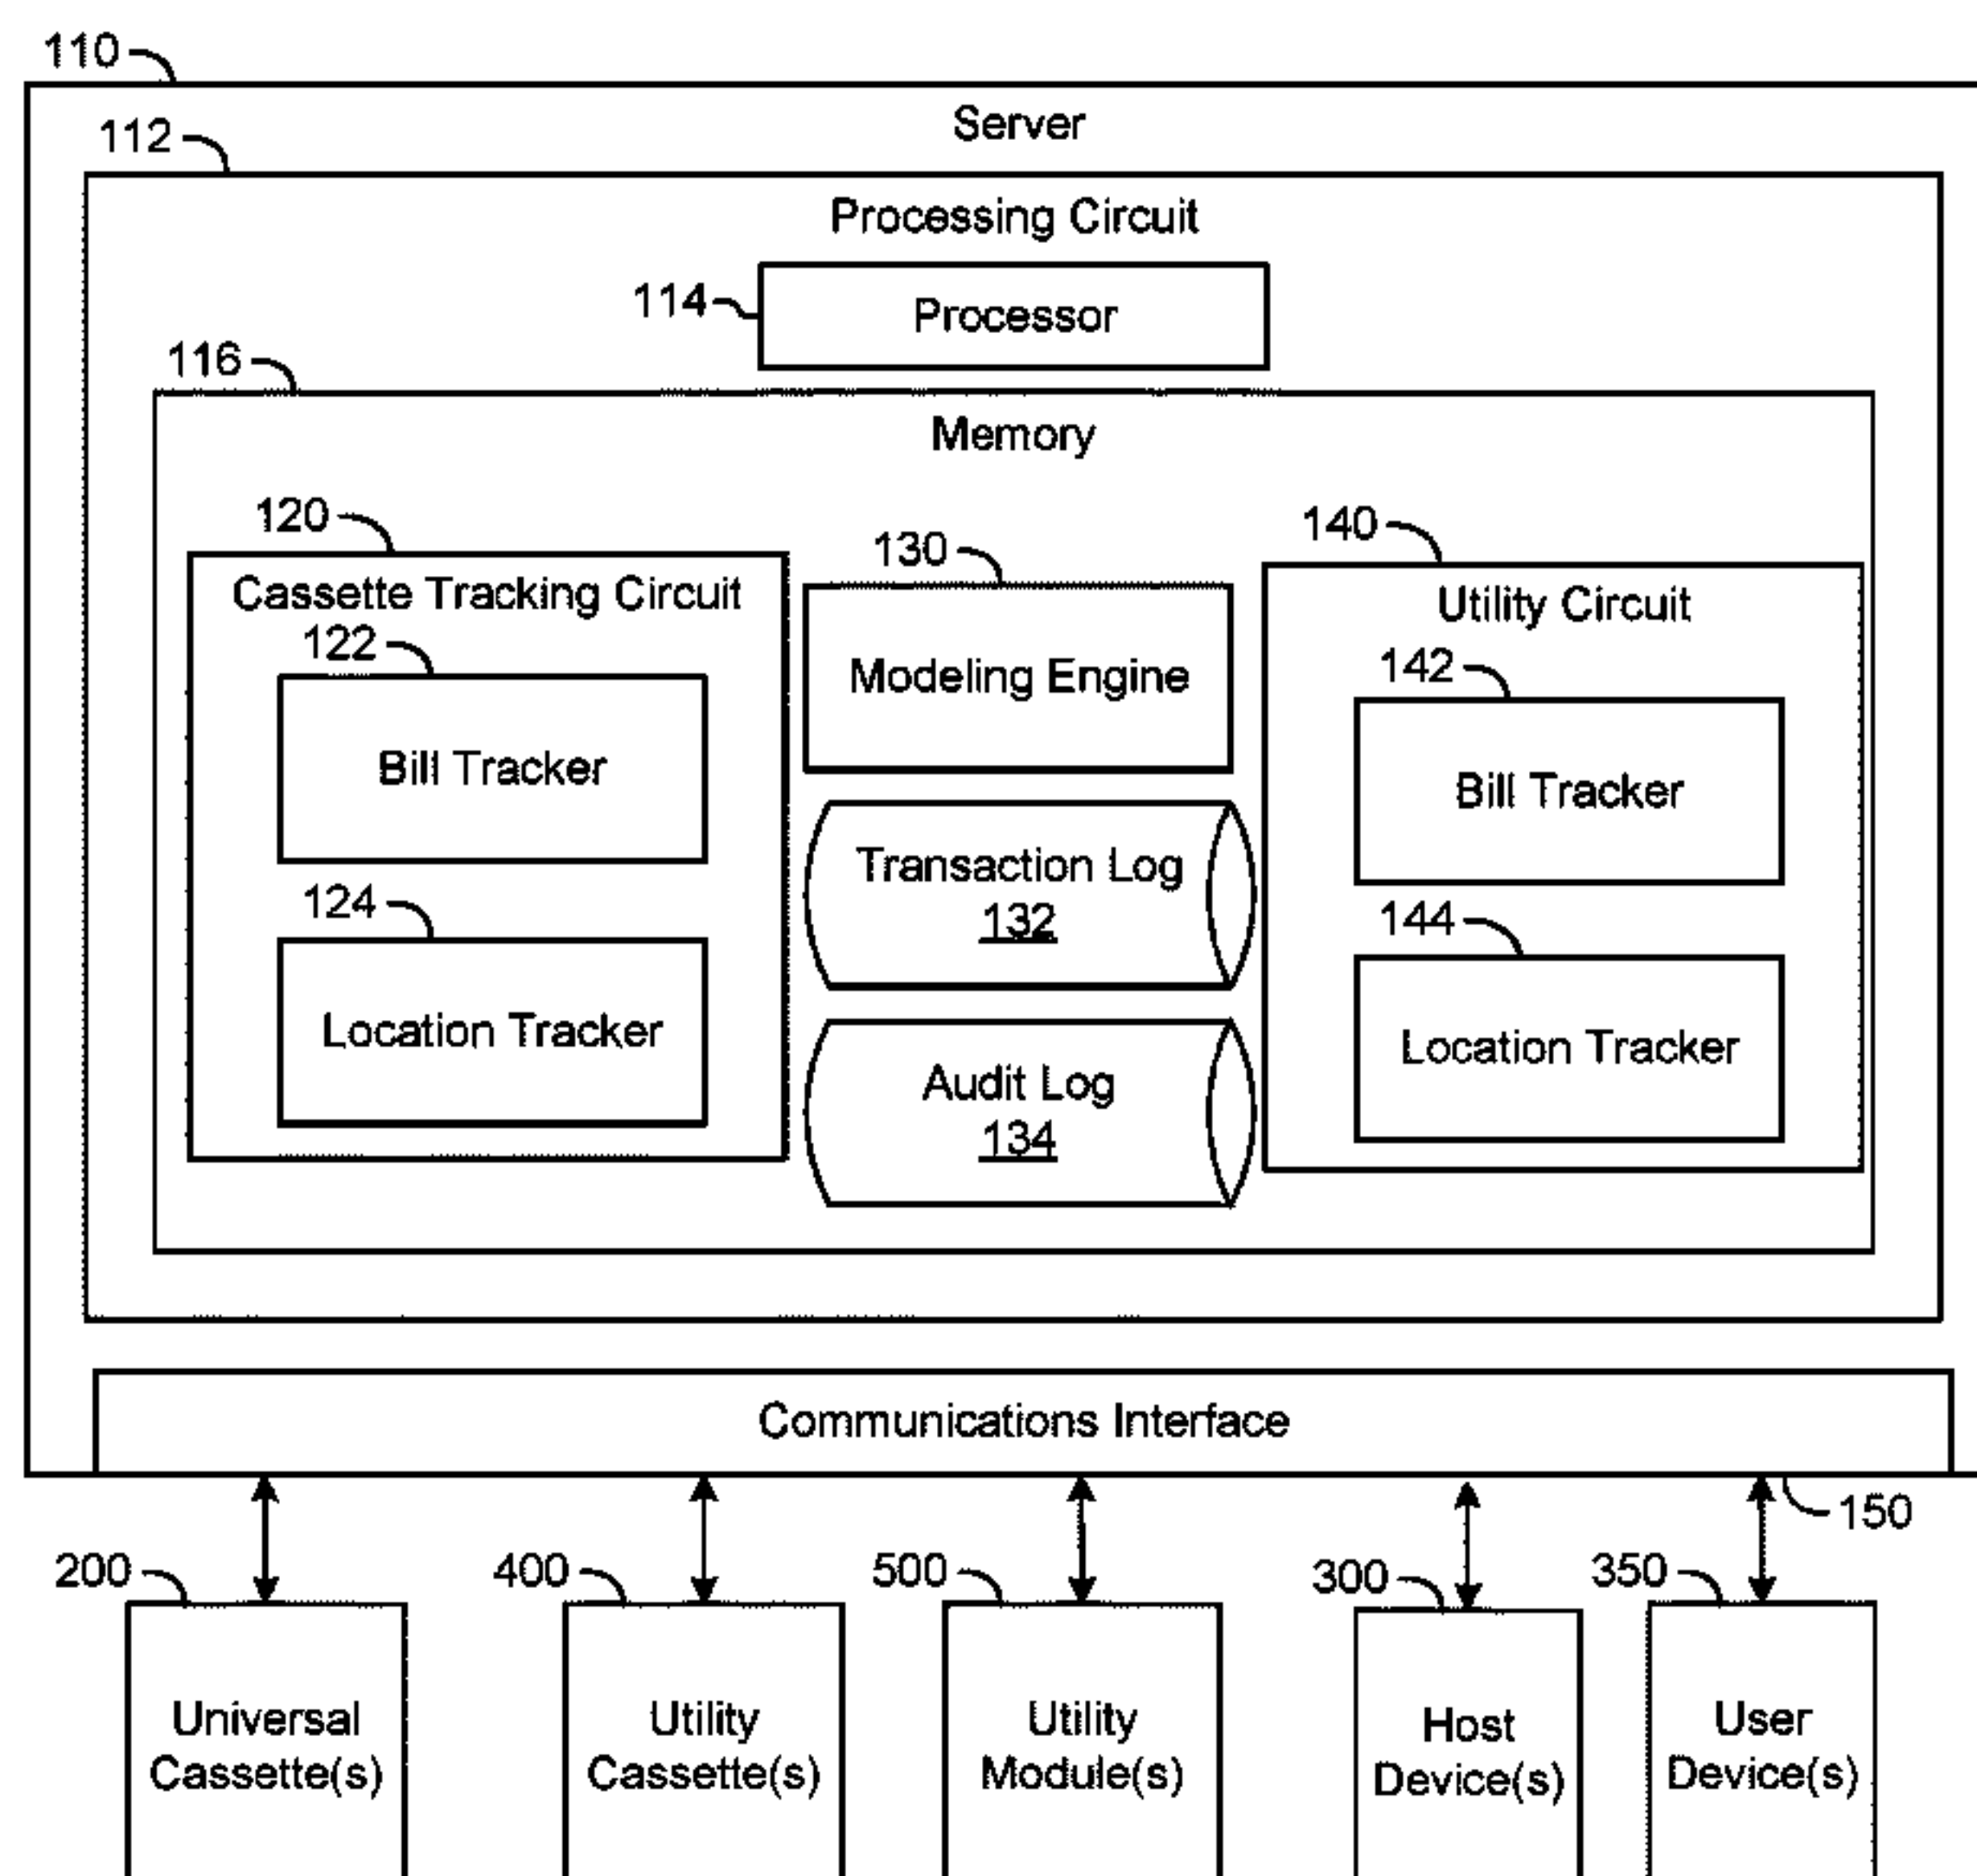 110
Server
112
Processing Circuit
114
Processor
116
Memory
120
Cassette Tracking Circuit
122
Bill Tracker
124
Location Tracker
130
Modeling Engine
Transaction Log
132
Audit Log
134
140
Utility Circuit
142
Bill Tracker
144
Location Tracker
Communications Interface
150
200
Universal
Cassette(s)
400
Utility
Cassette(s)
500
Utility
Module(s)
300
Host
Device(s)
350
User
Device(s)